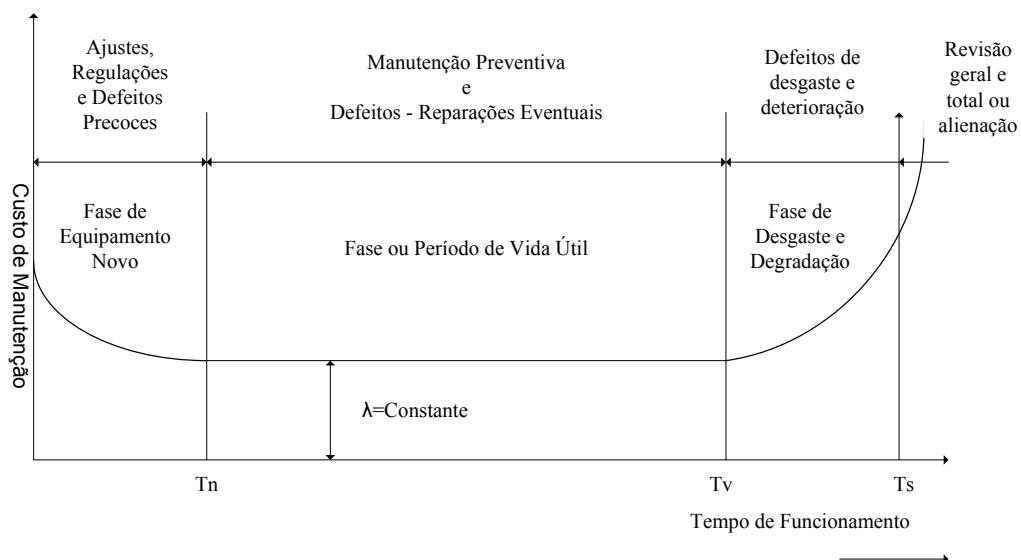 Ajustes,
Regulações
e Defeitos
Precoces
Manutenção Preventiva
e
Defeitos - Reparações Eventuais
Defeitos de
desgaste e
deterioração
Revisão
geral e
total ou
alienação
Custo de Manutenção
Fase de
Equipamento
Novo
Fase ou Período de Vida Útil
Fase de
Desgaste e
Degradação
λ=Constante
Tn
Tv
Ts
Tempo de Funcionamento